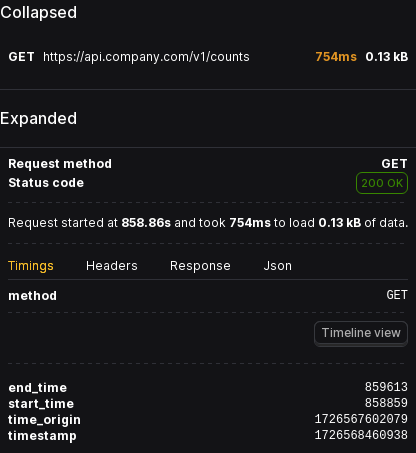 Collapsed
GET https://api.company.com/v1/counts 754ms 0.13 kB
Expanded
Request method GET
Status code 200 OK
Request started at 858.86s and took 754ms to load 0.13 kB of data.
Timings Headers Response Json
method GET
Timeline view
end_time 859613
start_time 858859
time_origin 1726567602079
timestamp 1726568460938